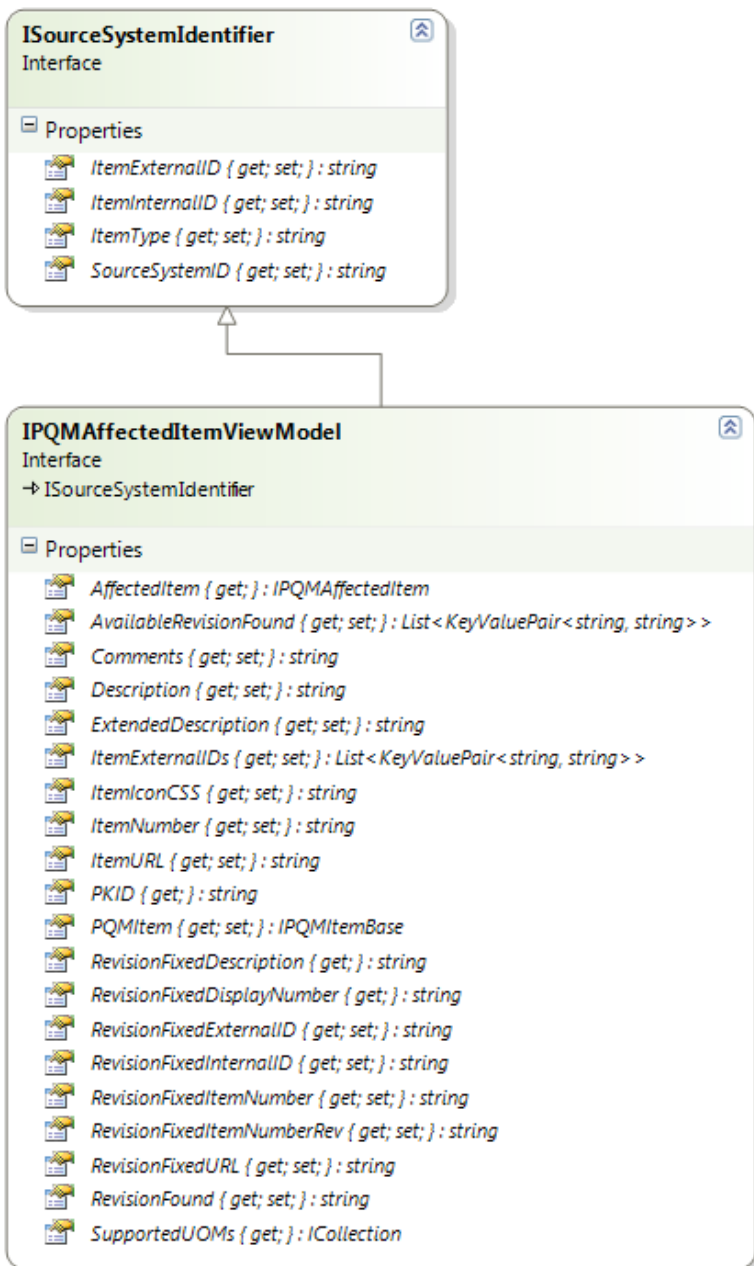 ISourceSystemIdentifier
Interface
Properties
ItemExternalID { get; set; } : string
ItemInternalID { get; set; } : string
ItemType { get; set; } : string
SourceSystemID { get; set; } : string
IPQMAffectedItemViewModel
Interface
ISourceSystemIdentifier
Properties
AffectedItem { get; } : IPQMAffectedItem
AvailableRevisionFound { get; set; } : List<KeyValuePair<string, string>>
Comments { get; set; } : string
Description { get; set; } : string
ExtendedDescription { get; set; } : string
ItemExternalIDs { get; set; } : List<KeyValuePair<string, string>>
ItemIconCSS { get; set; } : string
ItemNumber { get; set; } : string
ItemURL { get; set; } : string
PKID { get; } : string
PQMItem { get; set; } : IPQMItemBase
RevisionFixedDescription { get; } : string
RevisionFixedDisplayNumber { get; } : string
RevisionFixedExternalID { get; set; } : string
RevisionFixedInternalID { get; set; } : string
RevisionFixedItemNumber { get; set; } : string
RevisionFixedItemNumberRev { get; set; } : string
RevisionFixedURL { get; set; } : string
RevisionFound { get; set; } : string
SupportedUOMs { get; } : ICollection